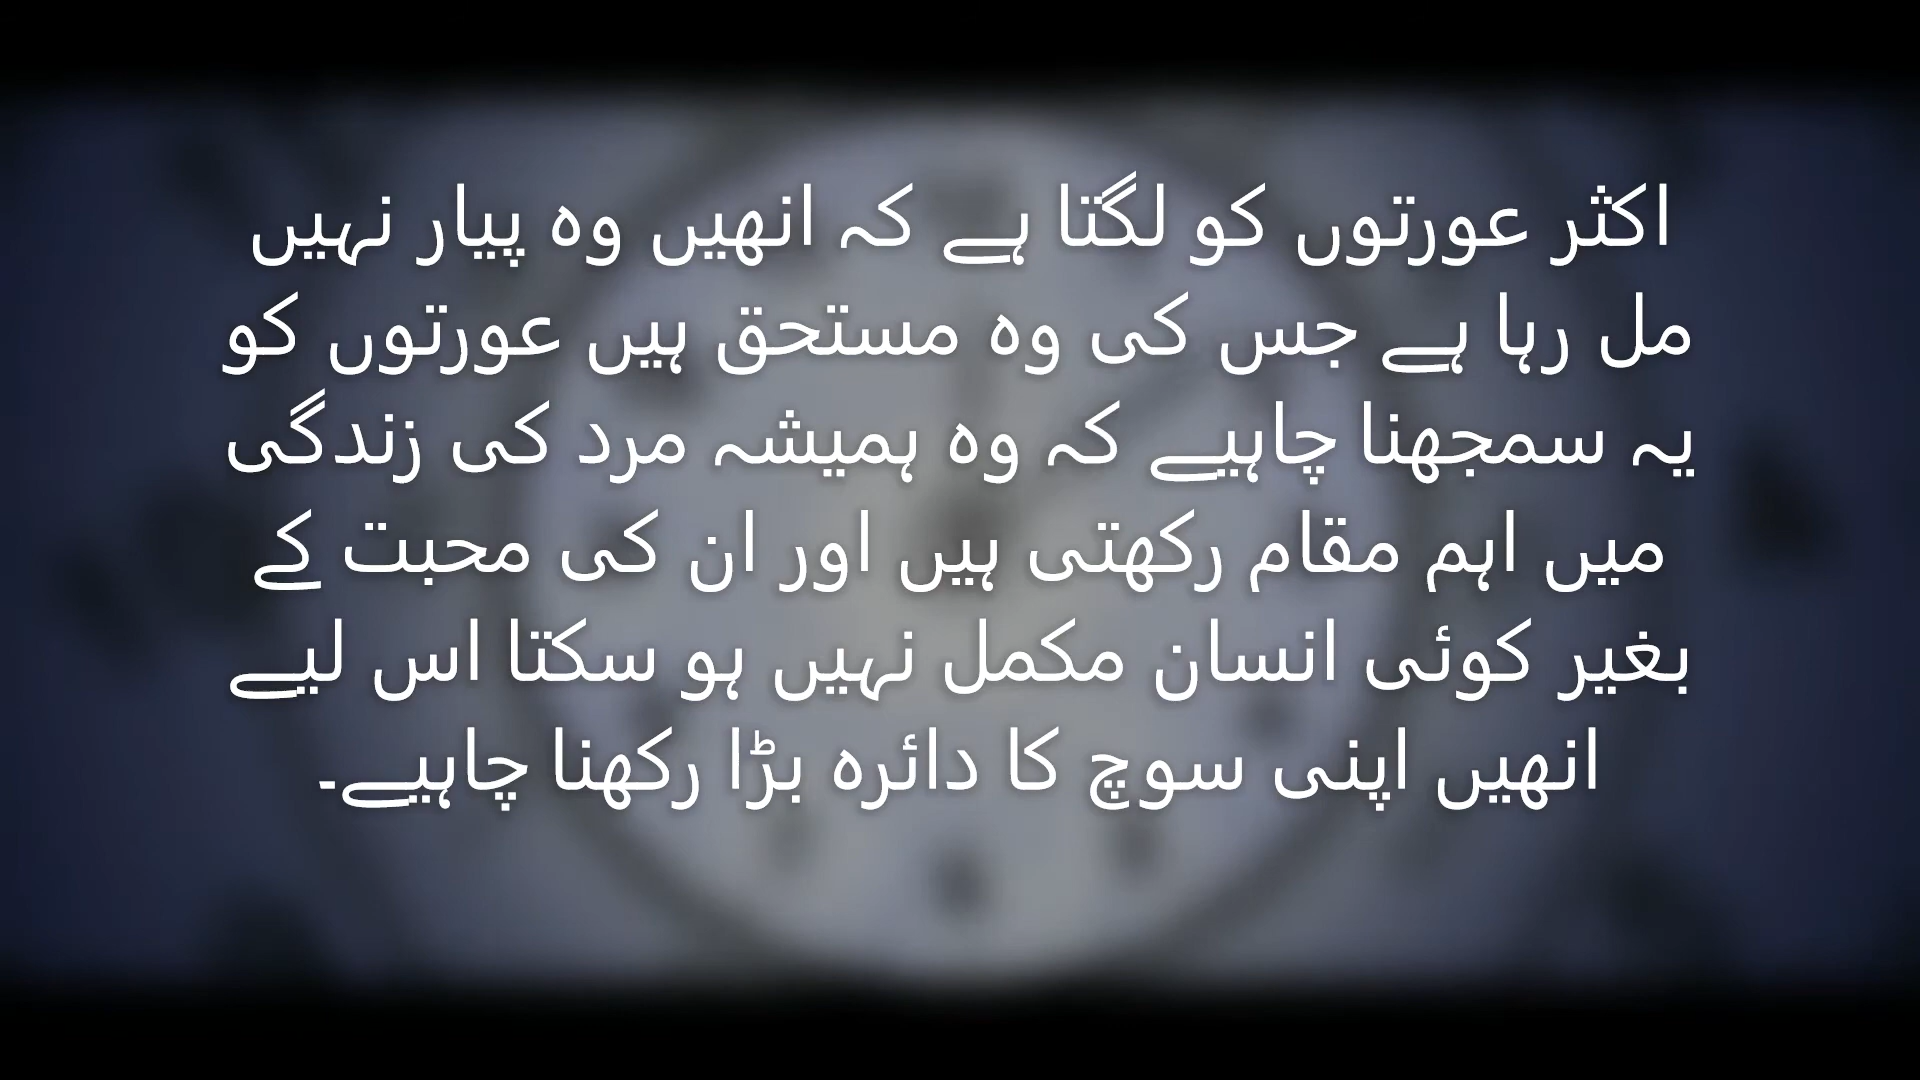 اکثر عورتوں کو لگتا ہے کہ انھیں وہ پیار نہیں
مل رہا ہے جس کی وہ مستحق ہیں عورتوں کو
یہ سمجھنا چاہیے کہ وہ ہمیشہ مرد کی زندگی
میں اہم مقام رکھتی ہیں اور ان کی محبت کے
بغیر کوئی انسان مکمل نہیں ہو سکتا اس لیے
انھیں اپنی سوچ کا دائرہ بڑا رکھنا چاہیے۔